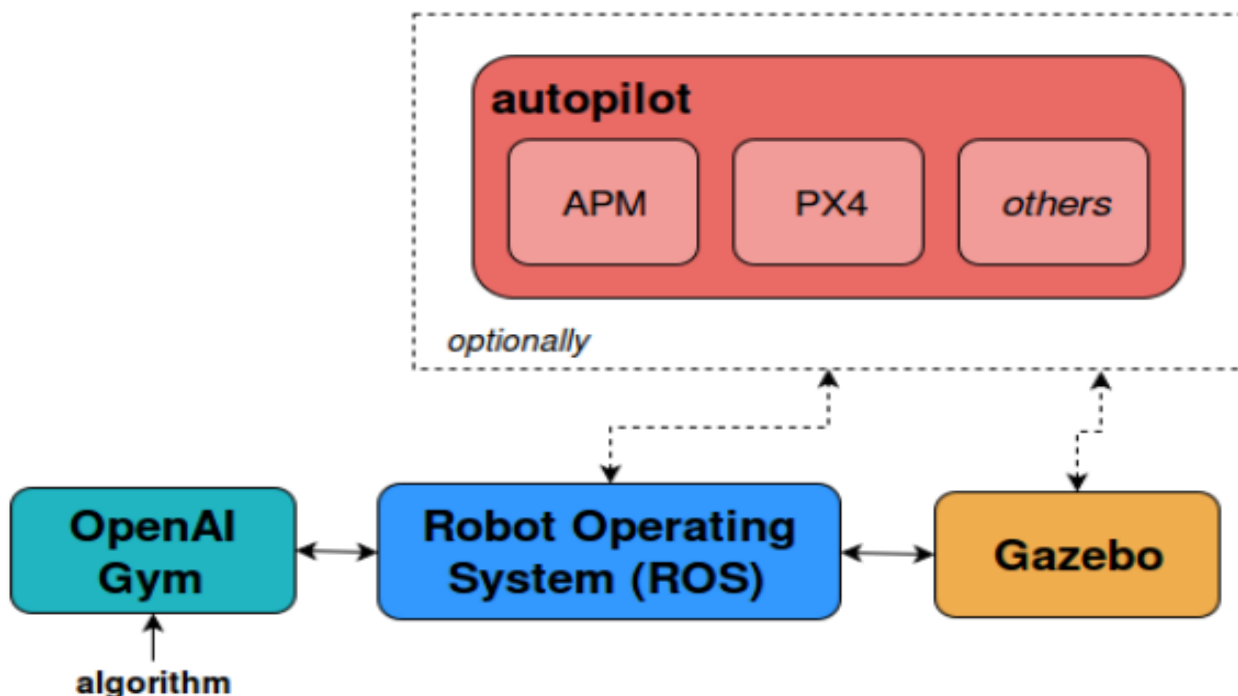 autopilot
APM
PX4
others
optionally
OpenAI
Gym
Robot Operating
System (ROS)
Gazebo
algorithm